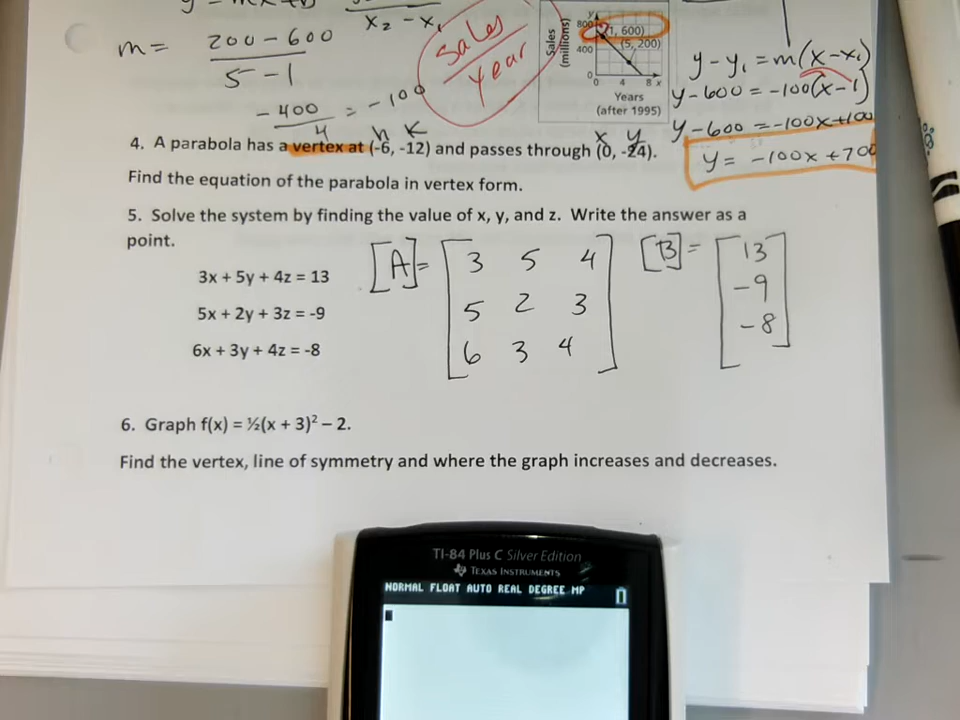 y = mx + b
x₂ - x₁
m = 200 - 600
5 - 1
- 400 = - 100
4
Sales
Year
Sales
(millions)
y
800
400
0
(1, 600)
(5, 200)
0 4 8 x
Years
(after 1995)
y - y₁ = m(x - x₁)
y - 600 = -100(x - 1)
y - 600 = -100x + 100
y = -100x + 700
h k x y
4. A parabola has a vertex at (-6, -12) and passes through (0, -24).
Find the equation of the parabola in vertex form.
5. Solve the system by finding the value of x, y, and z. Write the answer as a
point.
3x + 5y + 4z = 13
5x + 2y + 3z = -9
6x + 3y + 4z = -8
[A] = [3 5 4
5 2 3
6 3 4]
[B] = [13
-9
-8]
6. Graph f(x) = ½(x + 3)² – 2.
Find the vertex, line of symmetry and where the graph increases and decreases.
TI-84 Plus C Silver Edition
TEXAS INSTRUMENTS
NORMAL FLOAT AUTO REAL DEGREE MP